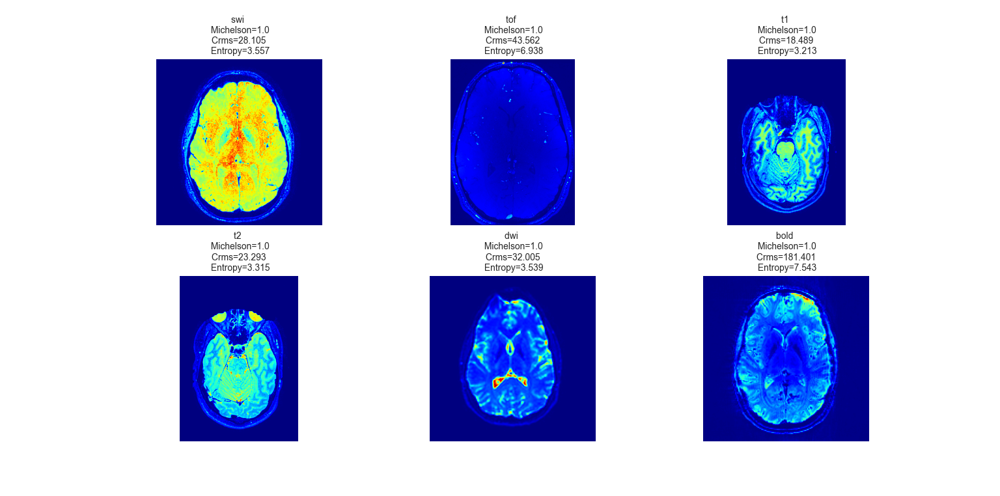 swi
Michelson=1.0
Crms=28.105
Entropy=3.557
tof
Michelson=1.0
Crms=43.562
Entropy=6.938
t1
Michelson=1.0
Crms=18.489
Entropy=3.213
t2
Michelson=1.0
Crms=23.293
Entropy=3.315
dwi
Michelson=1.0
Crms=32.005
Entropy=3.539
bold
Michelson=1.0
Crms=181.401
Entropy=7.543